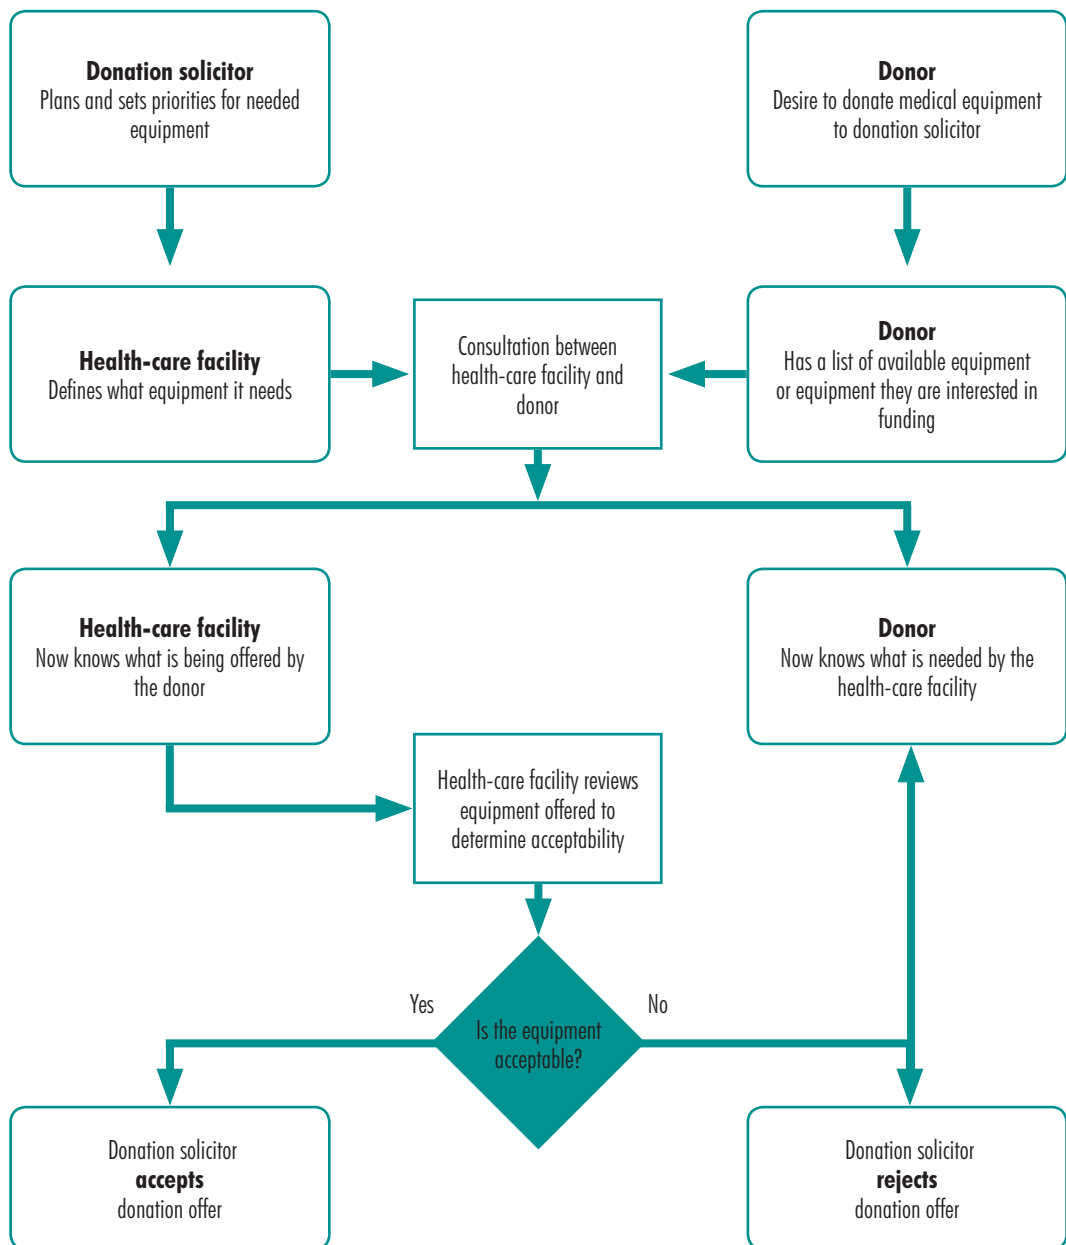 Donation solicitor
Plans and sets priorities for needed
equipment
Donor
Desire to donate medical equipment
to donation solicitor
Health-care facility
Defines what equipment it needs
Consultation between
health-care facility and
donor
Donor
Has a list of available equipment
or equipment they are interested in
funding
Health-care facility
Now knows what is being offered by
the donor
Donor
Now knows what is needed by the
health-care facility
Health-care facility reviews
equipment offered to
determine acceptability
Yes
No
Is the equipment
acceptable?
Donation solicitor
accepts
donation offer
Donation solicitor
rejects
donation offer